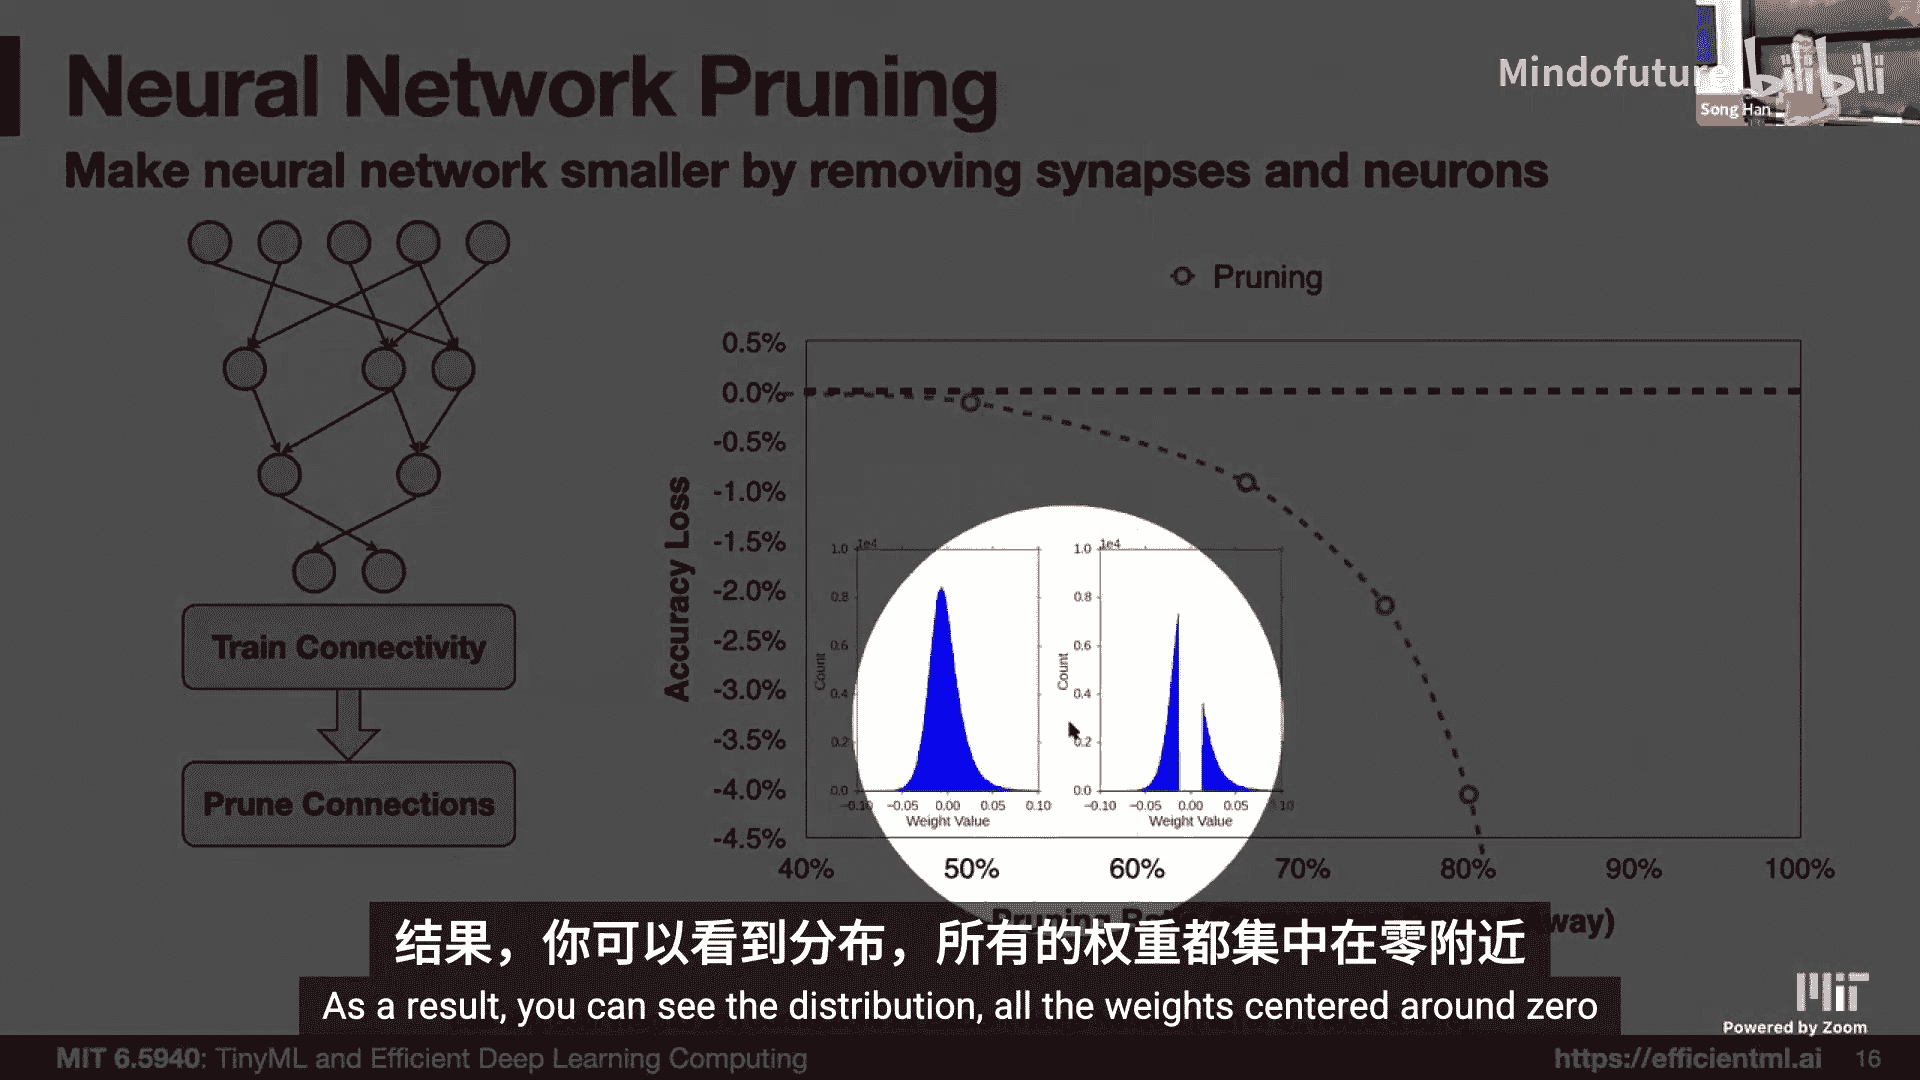 Neural Network Pruning
Mindofuture
bilibili
Song Han
Make neural network smaller by removing synapses and neurons
Pruning
Train Connectivity
Prune Connections
Accuracy Loss
0.5%
0.0%
-0.5%
-1.0%
-1.5%
-2.0%
-2.5%
-3.0%
-3.5%
-4.0%
-4.5%
40% 50% 60% 70% 80% 90% 100%
1e4
1.0
0.8
0.6
0.4
0.2
0.0
Count
-0.10 -0.05 0.00 0.05 0.10
Weight Value
1e4
1.0
0.8
0.6
0.4
0.2
0.0
Count
-0.10 -0.05 0.00 0.05 0.10
Weight Value
Pruning way)
结果，你可以看到分布，所有的权重都集中在零附近
As a result, you can see the distribution, all the weights centered around zero
MIT
Powered by Zoom
MIT 6.5940: TinyML and Efficient Deep Learning Computing
https://efficientml.ai 16